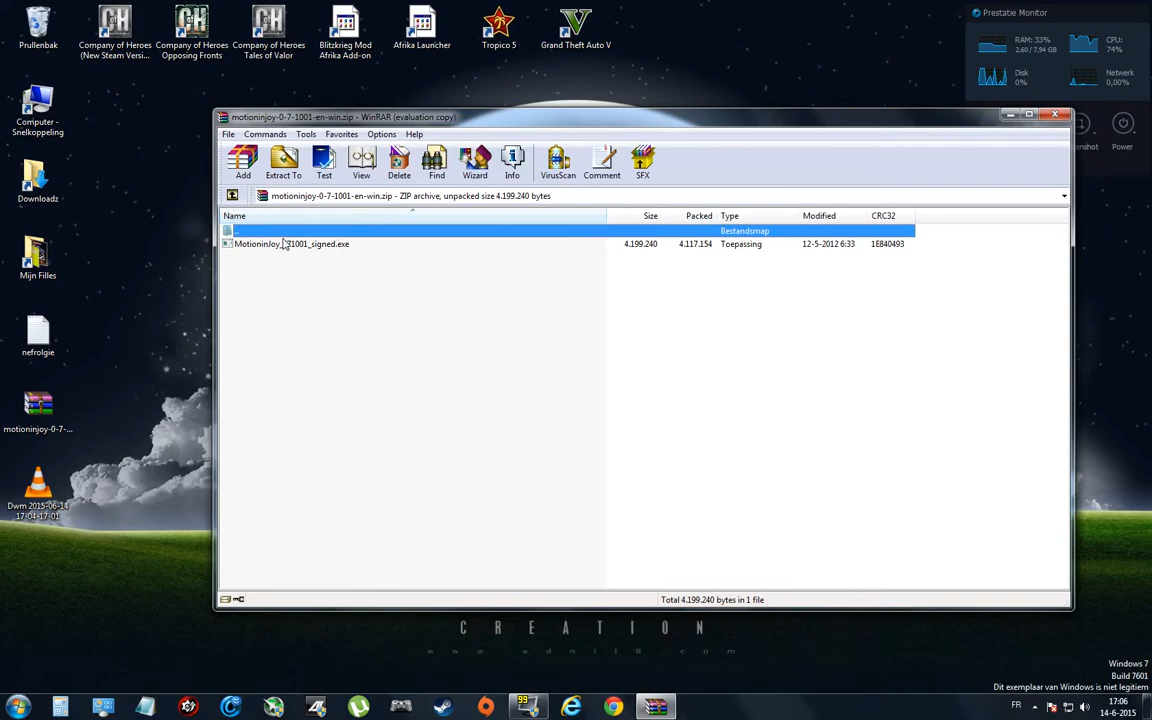 Prullenbak
Company of Heroes
(New Steam Versi...
Company of Heroes
Opposing Fronts
Company of Heroes
Tales of Valor
Blitzkrieg Mod
Afrika Add-on
Afrika Launcher
Tropico 5
Grand Theft Auto V
Prestatie Monitor
RAM: 33%
2,60 / 7,94 GB
CPU:
74%
Disk
0%
Netwerk
0,00%
Computer -
Snelkoppeling
Downloadz
Mijn Filles
nefrolgie
motioninjoy-0-7-...
Dwm 2015-06-14
17-04-17-01
motioninjoy-0-7-1001-en-win.zip - WinRAR (evaluation copy)
File Commands Tools Favorites Options Help
Add Extract To Test View Delete Find Wizard Info VirusScan Comment SFX
motioninjoy-0-7-1001-en-win.zip - ZIP archive, unpacked size 4.199.240 bytes
Name Size Packed Type Modified CRC32
.. Bestandsmap
4.199.240 4.117.154 Toepassing 12-5-2012 6:33 1E840493
Total 4.199.240 bytes in 1 file
enshot
Power
CREATION
Windows 7
Build 7601
Dit exemplaar van Windows is niet legitiem
99
FR
17:06
14-6-2015